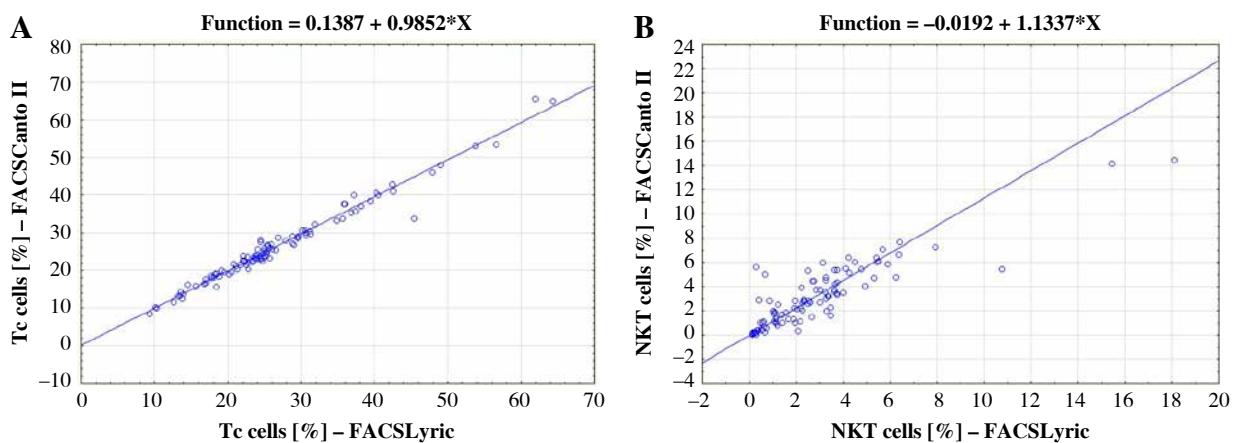 A
Function = 0.1387 + 0.9852*X
Tc cells [%] – FACSCanto II
80
70
60
50
40
30
20
10
0
–10
0 10 20 30 40 50 60 70
Tc cells [%] – FACSLyric
B
Function = –0.0192 + 1.1337*X
NKT cells [%] – FACSCanto II
24
22
20
18
16
14
12
10
8
6
4
2
0
–2
–4
–2 0 2 4 6 8 10 12 14 16 18 20
NKT cells [%] – FACSLyric